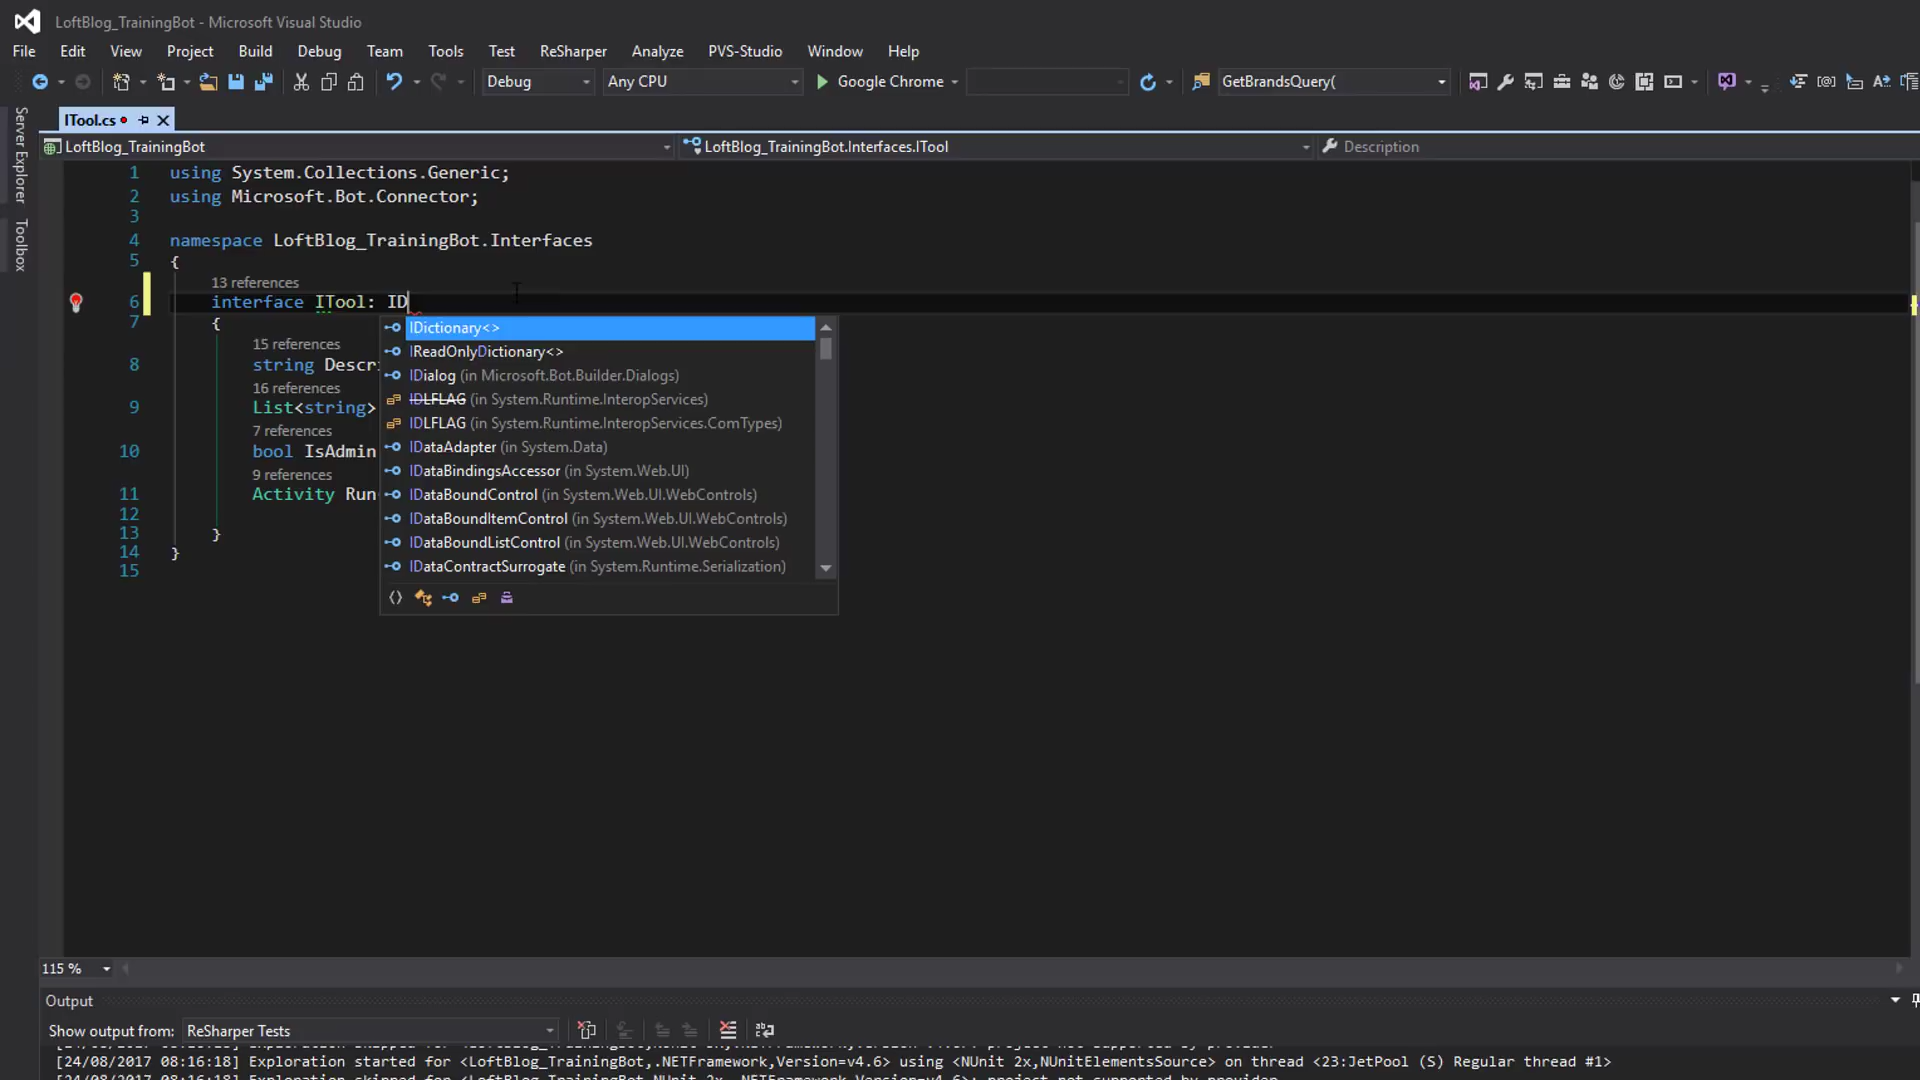 LoftBlog_TrainingBot - Microsoft Visual Studio
File Edit View Project Build Debug Team Tools Test ReSharper Analyze PVS-Studio Window Help
Debug Any CPU Google Chrome GetBrandsQuery(
Server Explorer
Toolbox
ITool.cs
LoftBlog_TrainingBot LoftBlog_TrainingBot.Interfaces.ITool Description
1 using System.Collections.Generic;
2 using Microsoft.Bot.Connector;
3
4 namespace LoftBlog_TrainingBot.Interfaces
5 {
13 references
6 interface ITool: ID
7 {
15 references
8 string Descr
16 references
9 List<string>
7 references
10 bool IsAdmin
9 references
11 Activity Run
12
13 }
14 }
15
IDictionary<>
IReadOnlyDictionary<>
IDialog (in Microsoft.Bot.Builder.Dialogs)
IDLFLAG (in System.Runtime.InteropServices)
IDLFLAG (in System.Runtime.InteropServices.ComTypes)
IDataAdapter (in System.Data)
IDataBindingsAccessor (in System.Web.UI)
IDataBoundControl (in System.Web.UI.WebControls)
IDataBoundItemControl (in System.Web.UI.WebControls)
IDataBoundListControl (in System.Web.UI.WebControls)
IDataContractSurrogate (in System.Runtime.Serialization)
115 %
Output
Show output from: ReSharper Tests
[24/08/2017 08:16:18] Exploration started for <LoftBlog_TrainingBot,.NETFramework,Version=v4.6> using <NUnit 2x,NUnitElementsSource> on thread <23:JetPool (S) Regular thread #1>